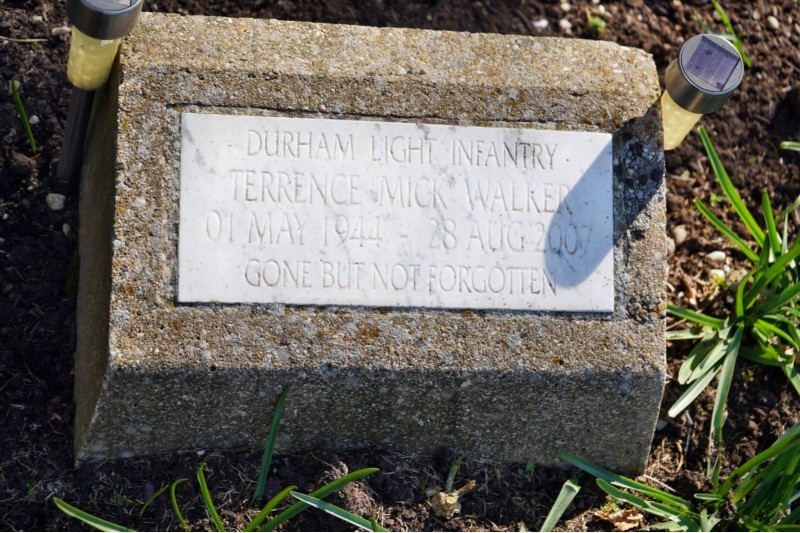 DURHAM LIGHT INFANTRY
TERRENCE MICK WALKER
01 MAY 1944 - 28 AUG 2007
GONE BUT NOT FORGOTTEN